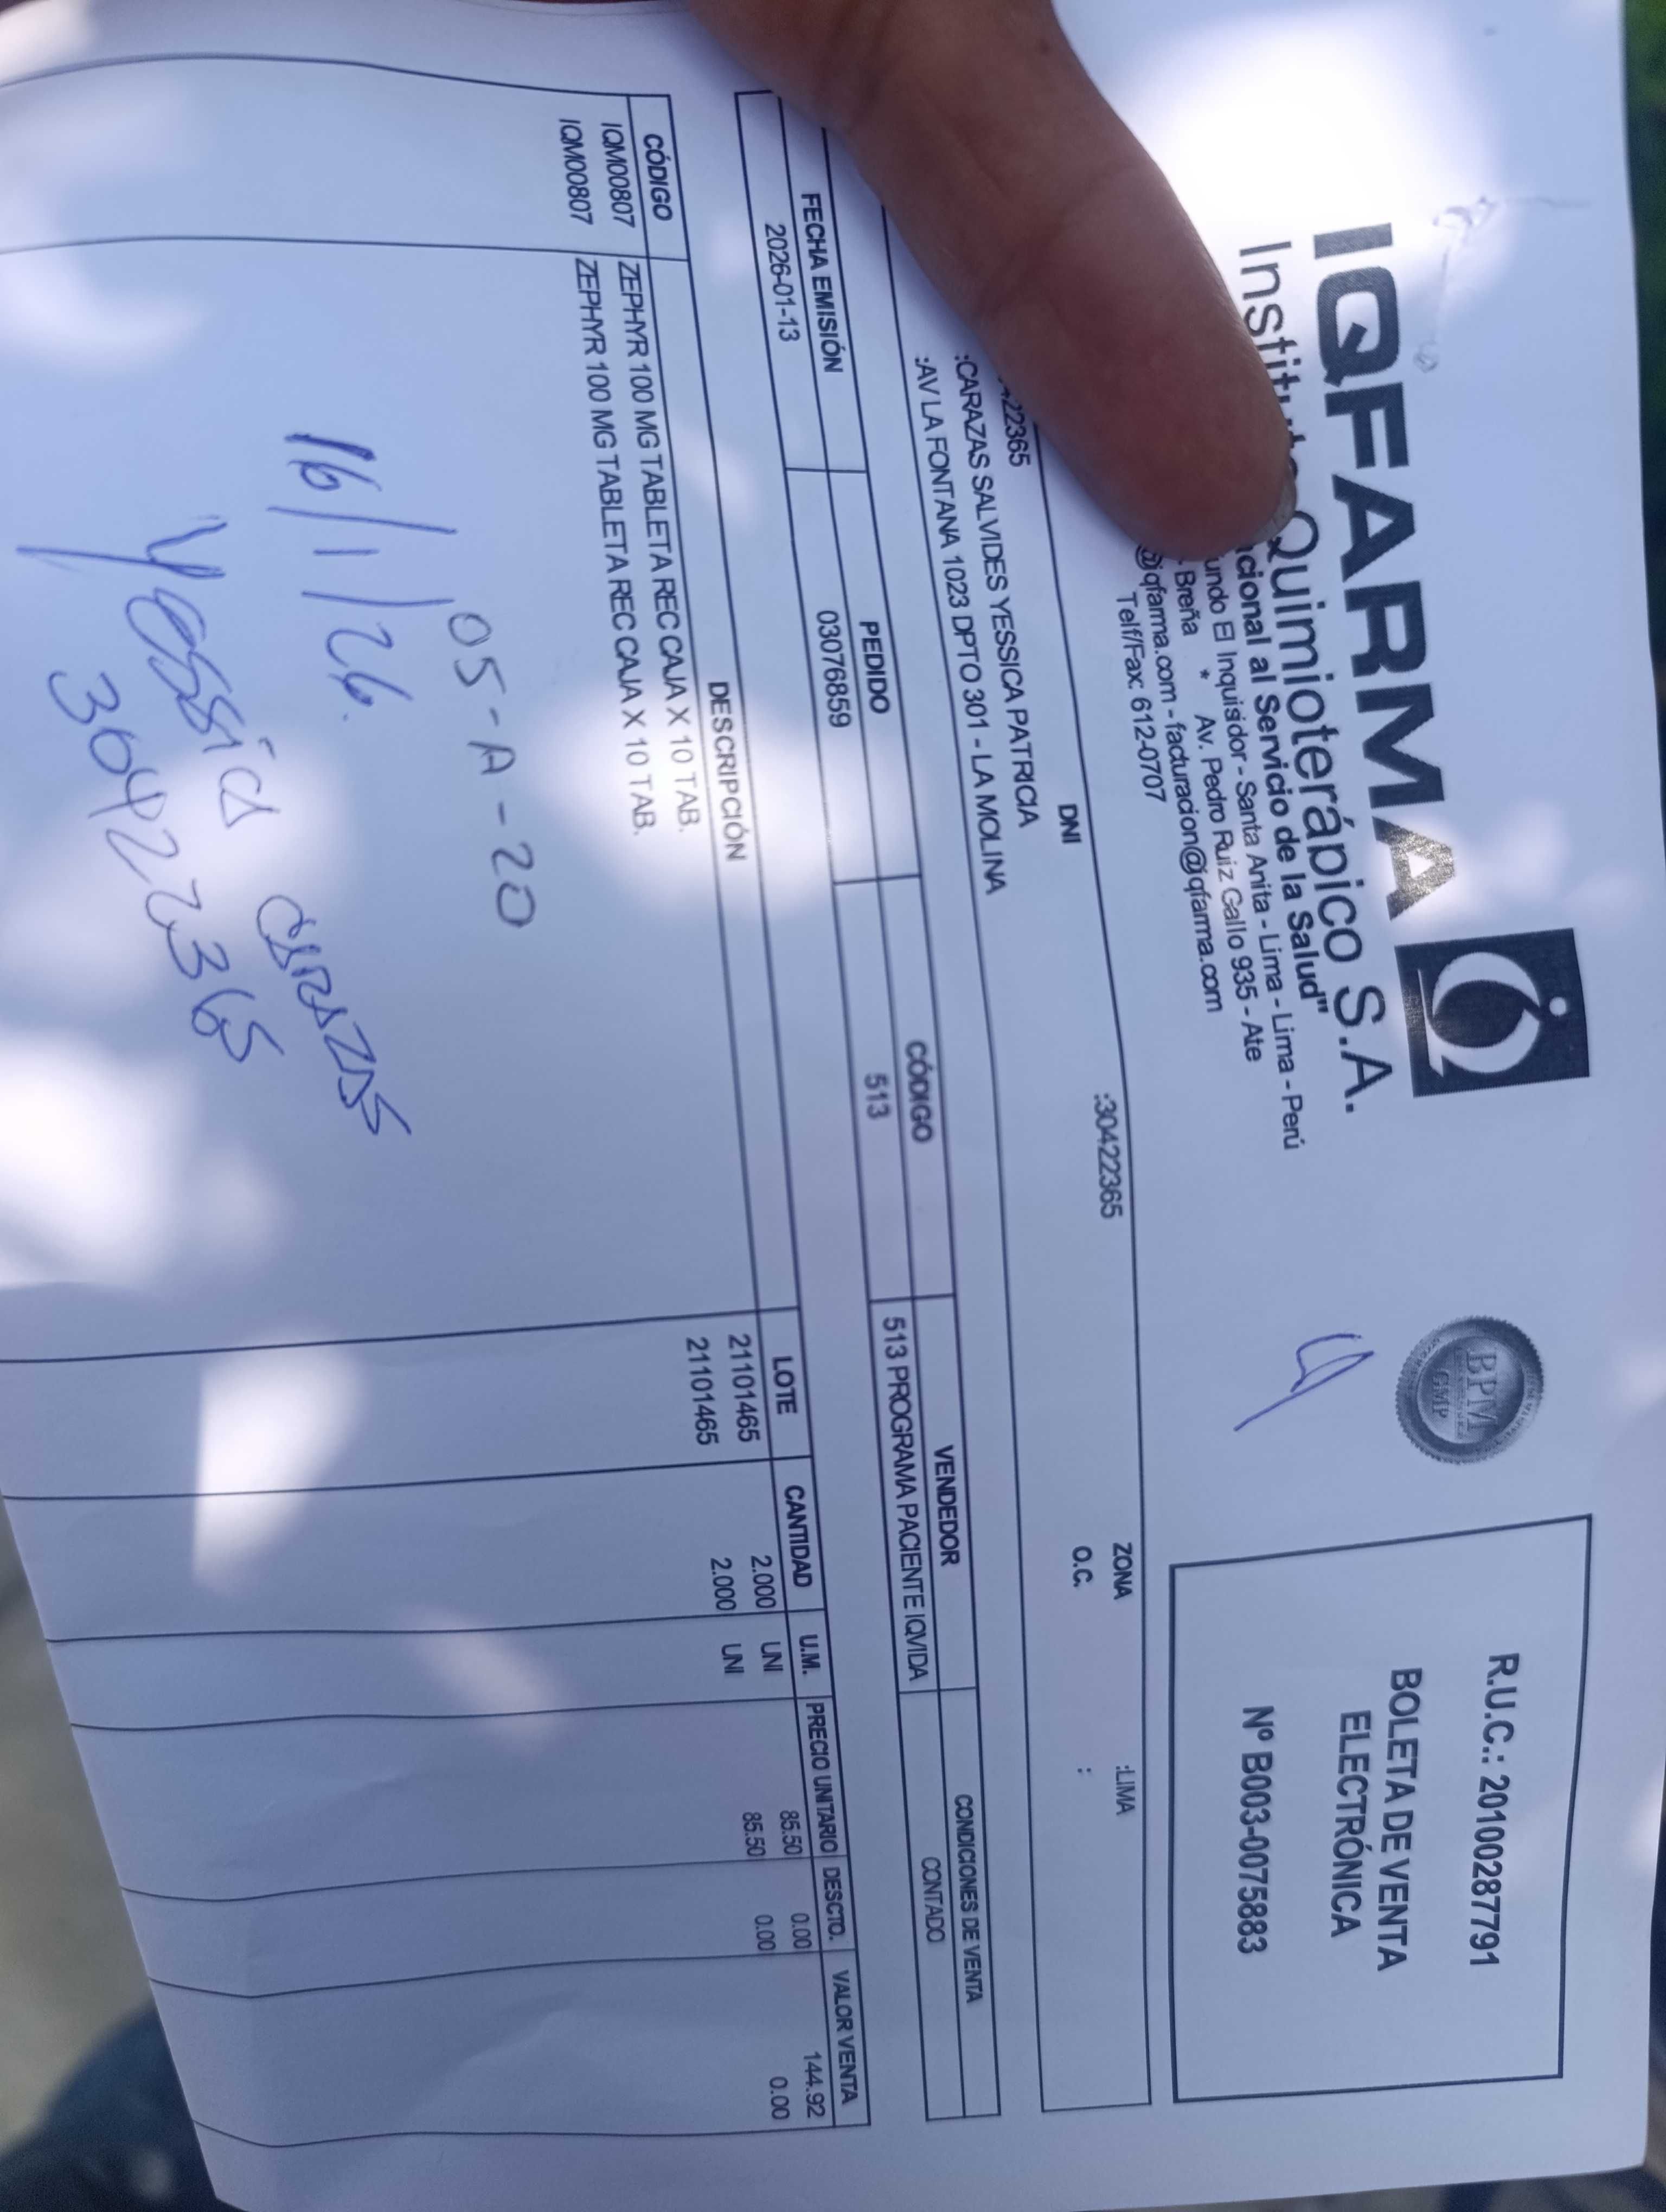 IQFARMA
Instituto Quimioterápico S.A.
cional al Servicio de la Salud"
undo El Inquisidor - Santa Anita - Lima - Lima - Perú
* Av. Pedro Ruiz Gallo 935 - Ate
Breña
@iqfarma.com - facturacion@iqfarma.com
Telf/Fax: 612-0707
BPM
GMP
R.U.C.: 20100287791
BOLETA DE VENTA
ELECTRÓNICA
Nº B003-0075883
22365 DNI :30422365 ZONA :LIMA
:CARAZAS SALVIDES YESSICA PATRICIA O.C. :
:AV LA FONTANA 1023 DPTO 301 - LA MOLINA
FECHA EMISIÓN PEDIDO CÓDIGO VENDEDOR CONDICIONES DE VENTA
2026-01-13 03076859 513 513 PROGRAMA PACIENTE IQVIDA CONTADO
CÓDIGO DESCRIPCIÓN LOTE CANTIDAD U.M. PRECIO UNITARIO DESCTO. VALOR VENTA
IQM00807 ZEPHYR 100 MG TABLETA REC CAJA X 10 TAB. 21101465 2.000 UNI 85.50 0.00 144.92
IQM00807 ZEPHYR 100 MG TABLETA REC CAJA X 10 TAB. 21101465 2.000 UNI 85.50 0.00 0.00
05-A-20
16/1/26.
Yessica Carazas
30422365